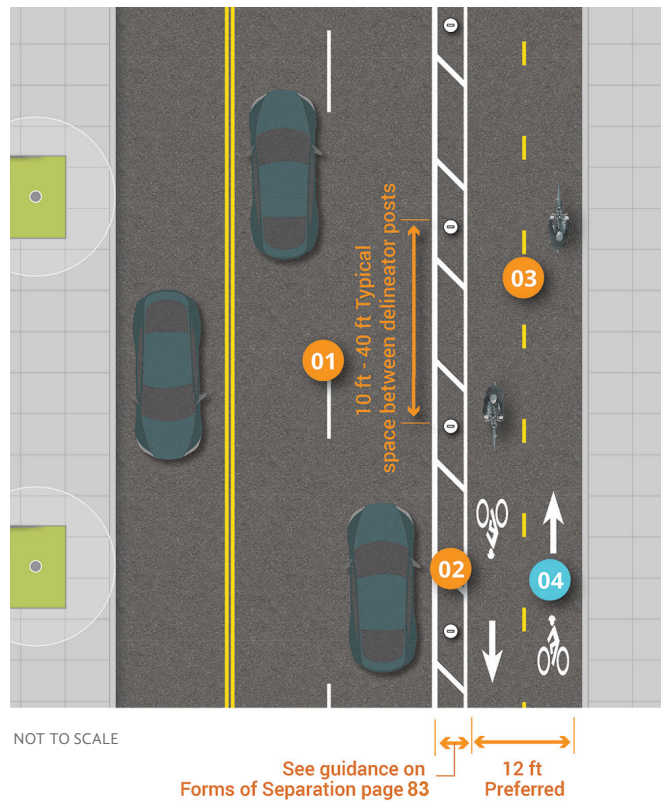 10 ft - 40 ft Typical
space between delineator posts
03
01
02
04
NOT TO SCALE
See guidance on
Forms of Separation page 83
12 ft
Preferred